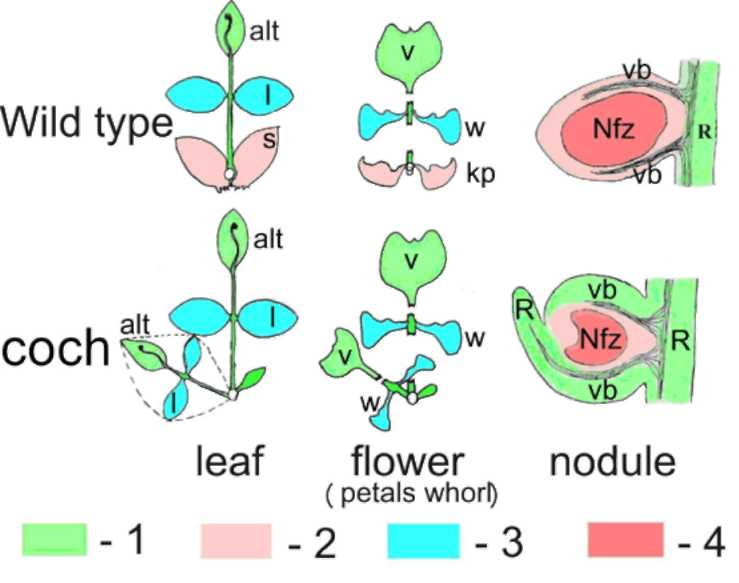 alt
Wild type
l
s
v
w
kp
vb
Nfz
R
vb
alt
l
coch
alt
l
v
w
v
w
R
vb
Nfz
R
vb
leaf flower nodule
( petals whorl)
- 1 - 2 - 3 - 4